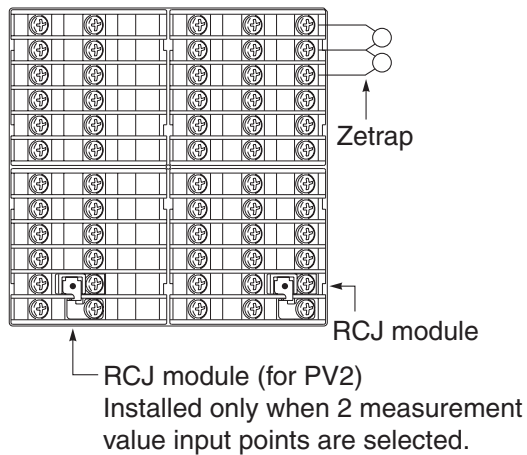 Zetrap
RCJ module
RCJ module (for PV2)
Installed only when 2 measurement
value input points are selected.